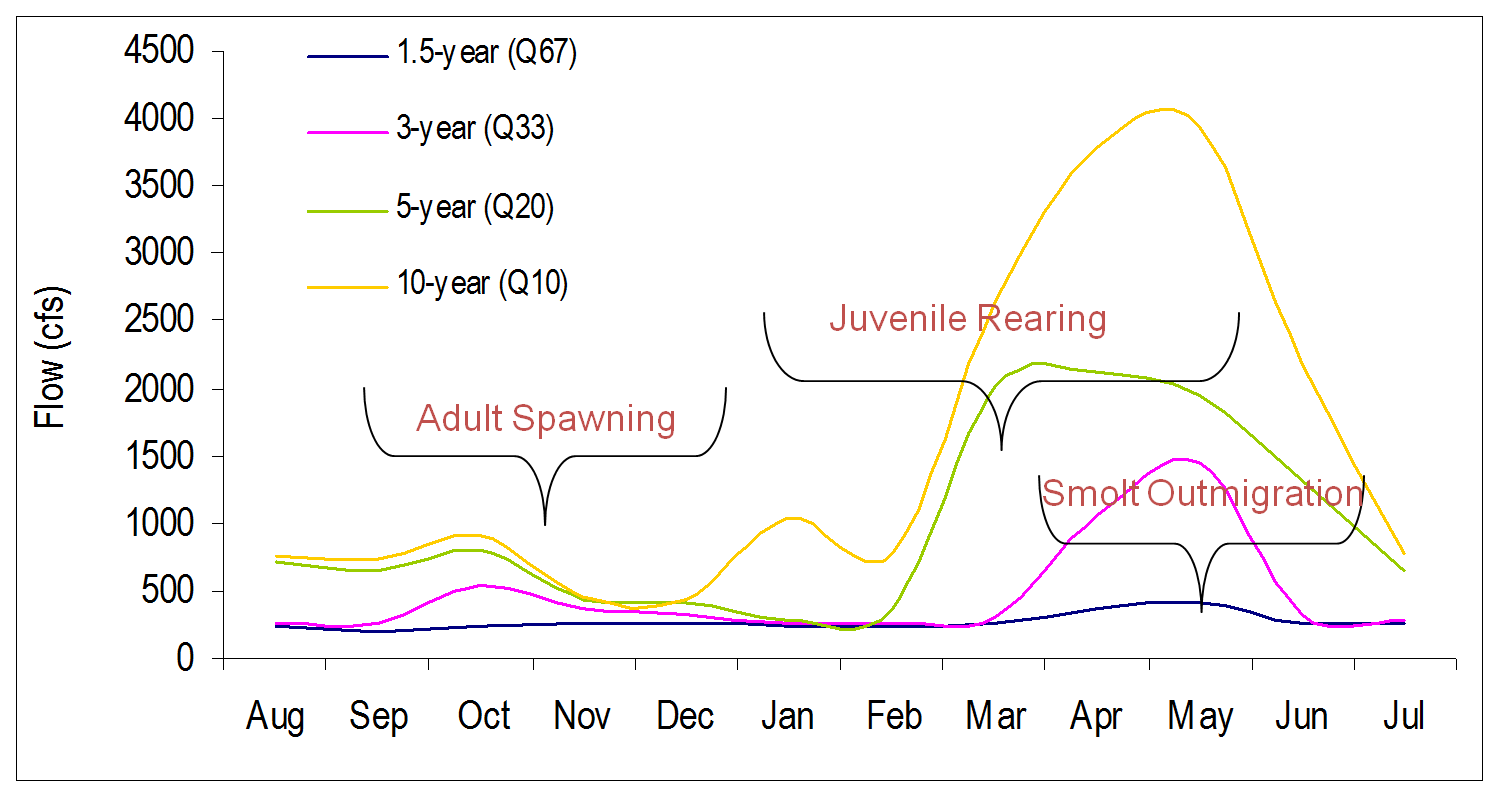 4500
4000
3500
3000
2500
2000
1500
1000
500
0
Flow (cfs)
1.5-year (Q67)
3-year (Q33)
5-year (Q20)
10-year (Q10)
Juvenile Rearing
Adult Spawning
Smolt Outmigration
Aug Sep Oct Nov Dec Jan Feb Mar Apr May Jun Jul